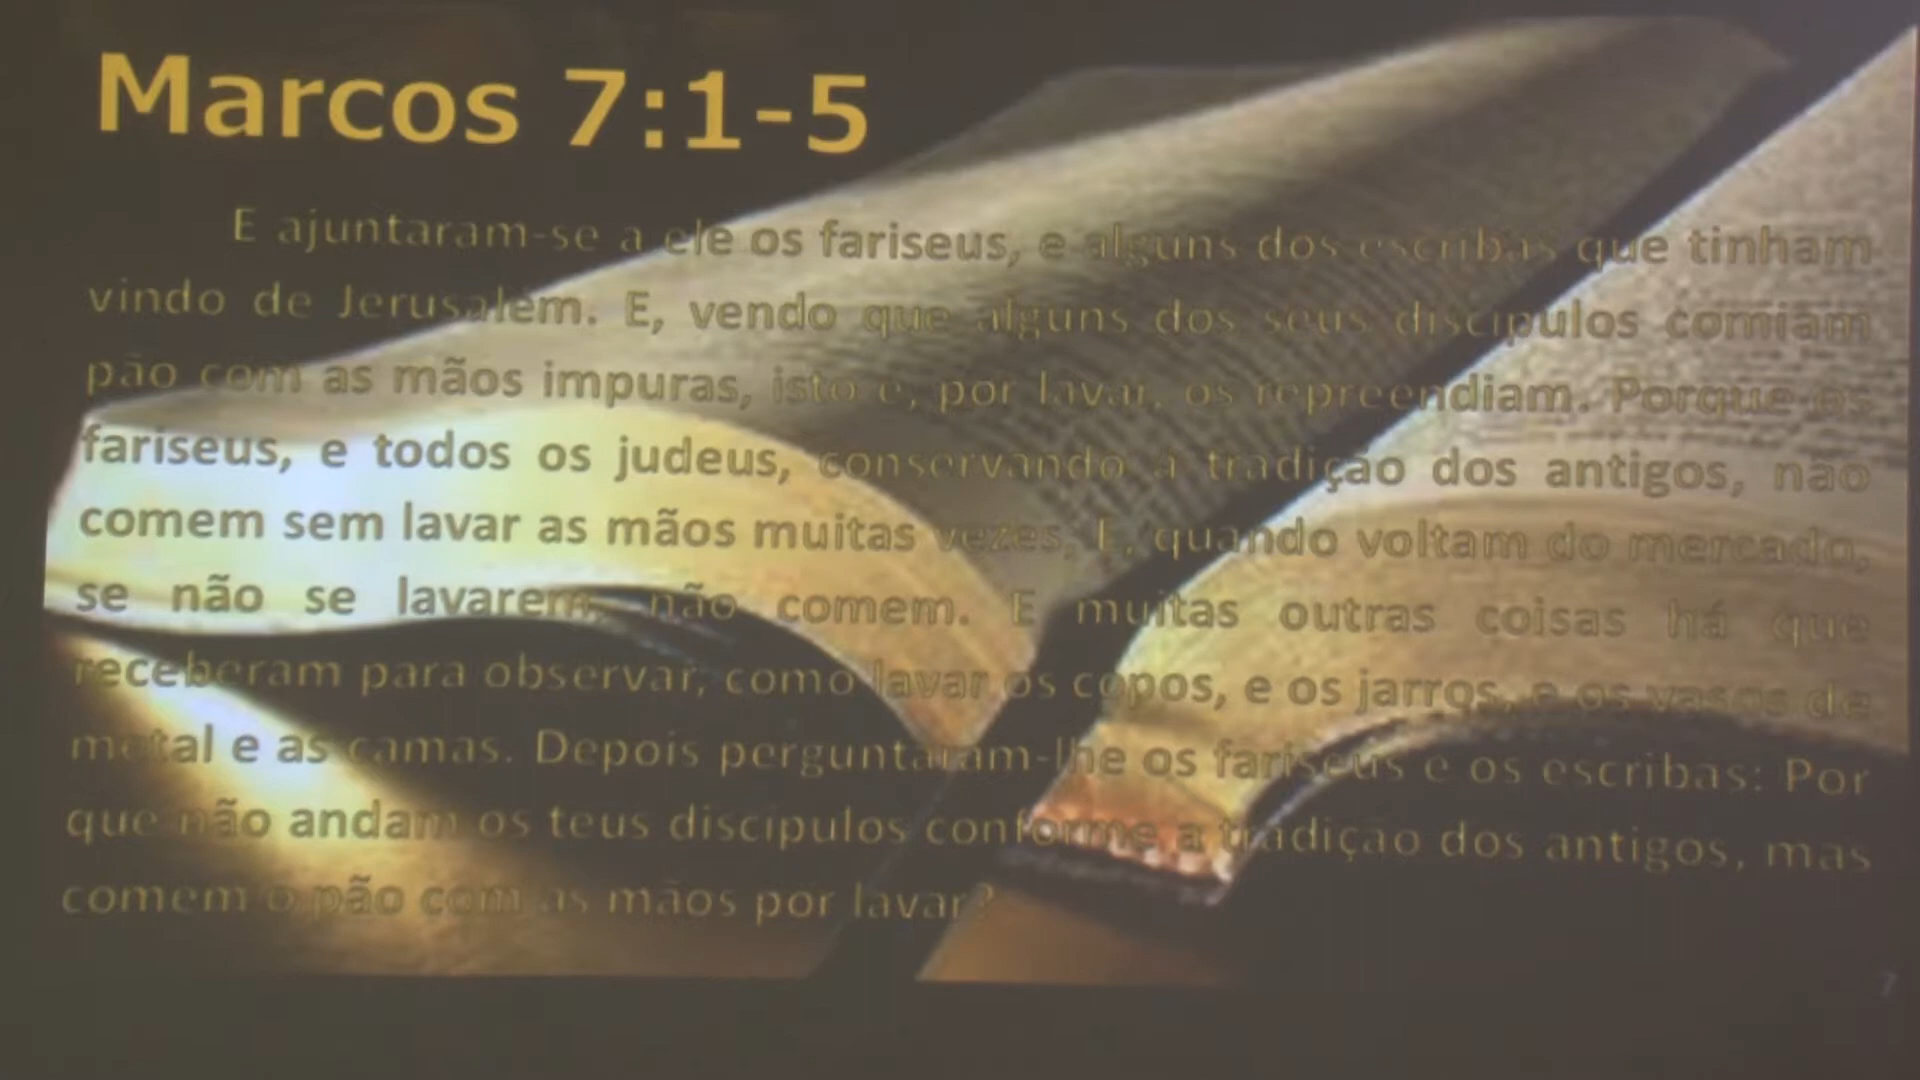 Marcos 7:1-5
E ajuntaram-se a ele os fariseus, e alguns dos escribas que tinham
vindo de Jerusalém. E, vendo que alguns dos seus discípulos comiam
pão com as mãos impuras, isto é, por lavar, os repreendiam. Porque os
fariseus, e todos os judeus, conservando a tradição dos antigos, não
comem sem lavar as mãos muitas vezes; E, quando voltam do mercado,
se não se lavarem, não comem. E muitas outras coisas há que
receberam para observar, como lavar os copos, e os jarros, e os vasos de
metal e as camas. Depois perguntaram-lhe os fariseus e os escribas: Por
que não andam os teus discípulos conforme a tradição dos antigos, mas
comem o pão com as mãos por lavar?
7